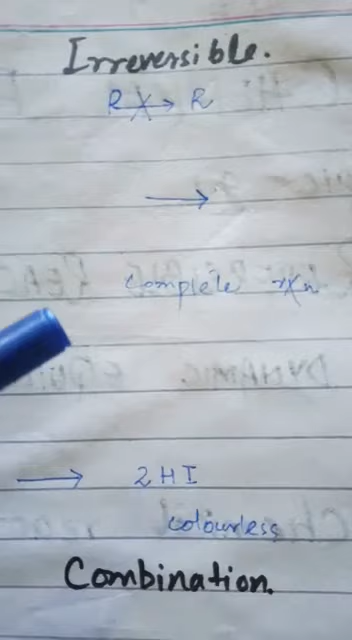 Irreversible.
R → R
→
complete rxn
→ 2HI
colourless
Combination.